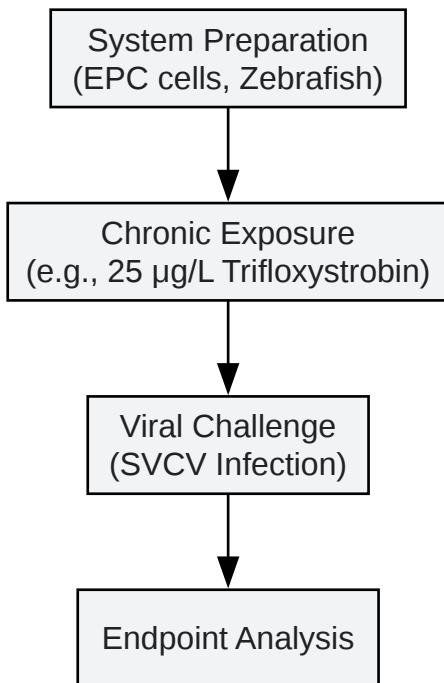 System Preparation
(EPC cells, Zebrafish)
Chronic Exposure
(e.g., 25 μg/L Trifloxystrobin)
Viral Challenge
(SVCV Infection)
Endpoint Analysis